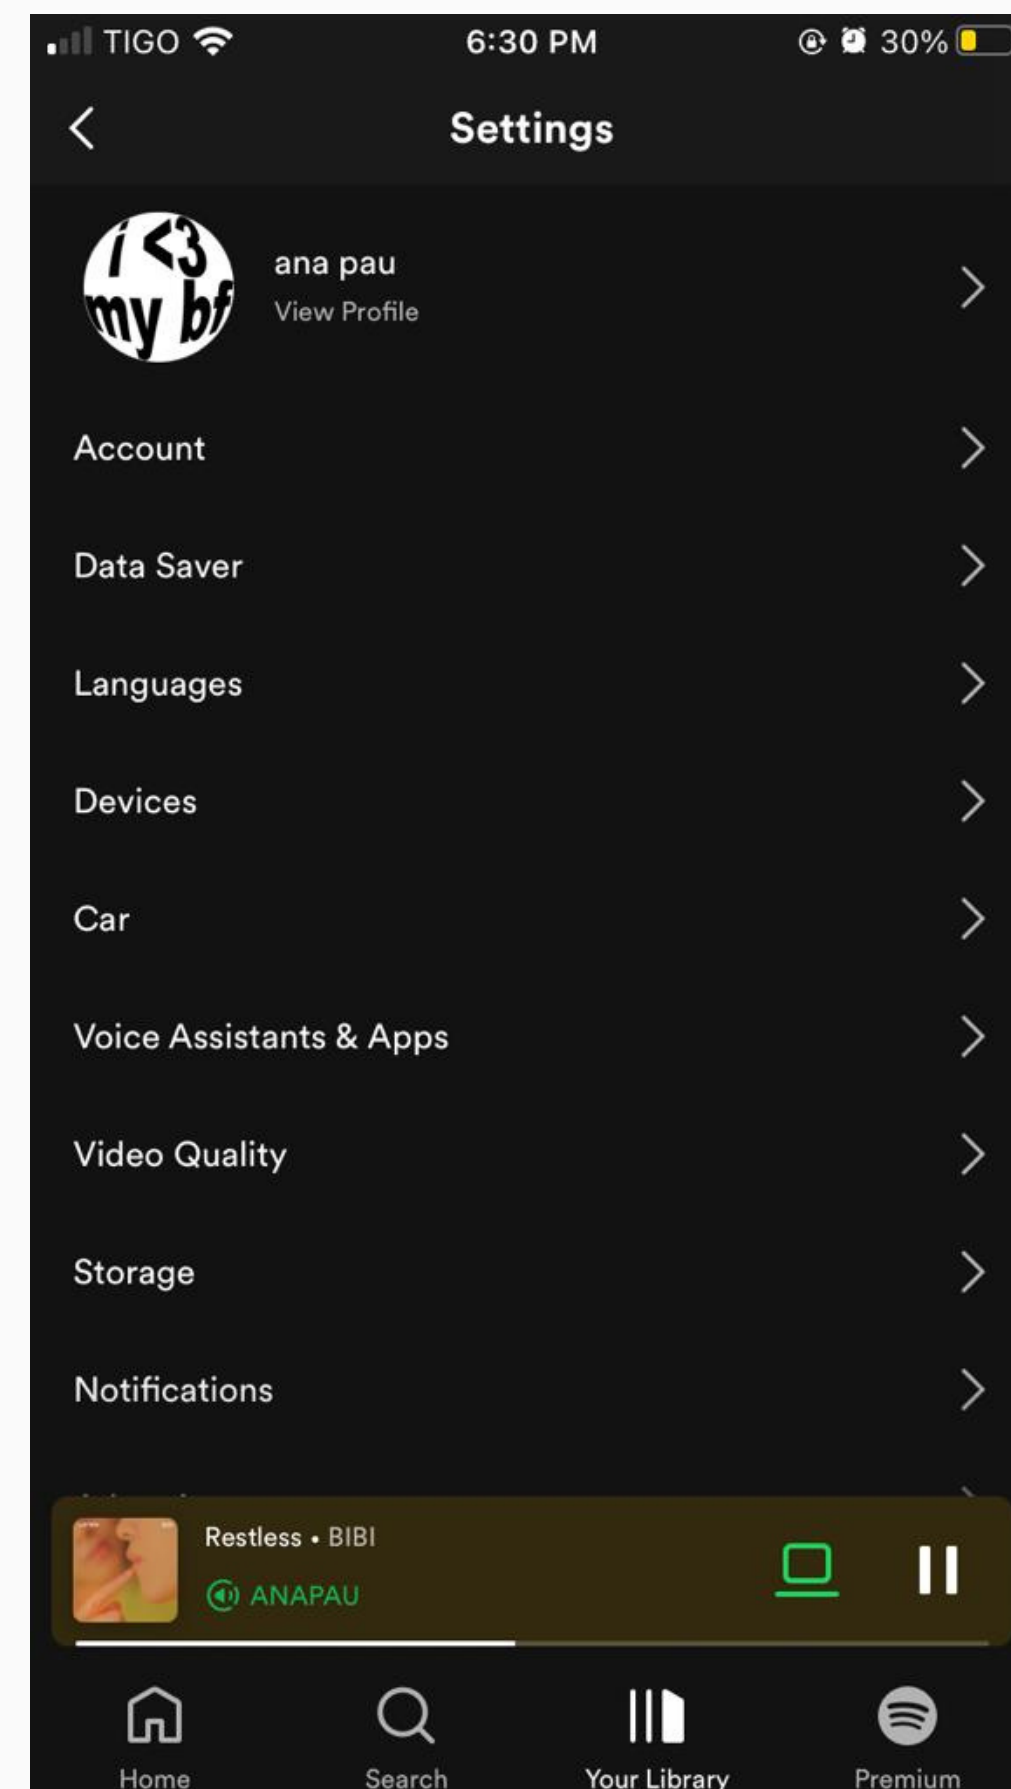 TIGO 6:30 PM 30%
Settings
i <3
my bf
ana pau
View Profile
Account
Data Saver
Languages
Devices
Car
Voice Assistants & Apps
Video Quality
Storage
Notifications
Restless • BIBI
ANAPAU
Home Search Your Library Premium